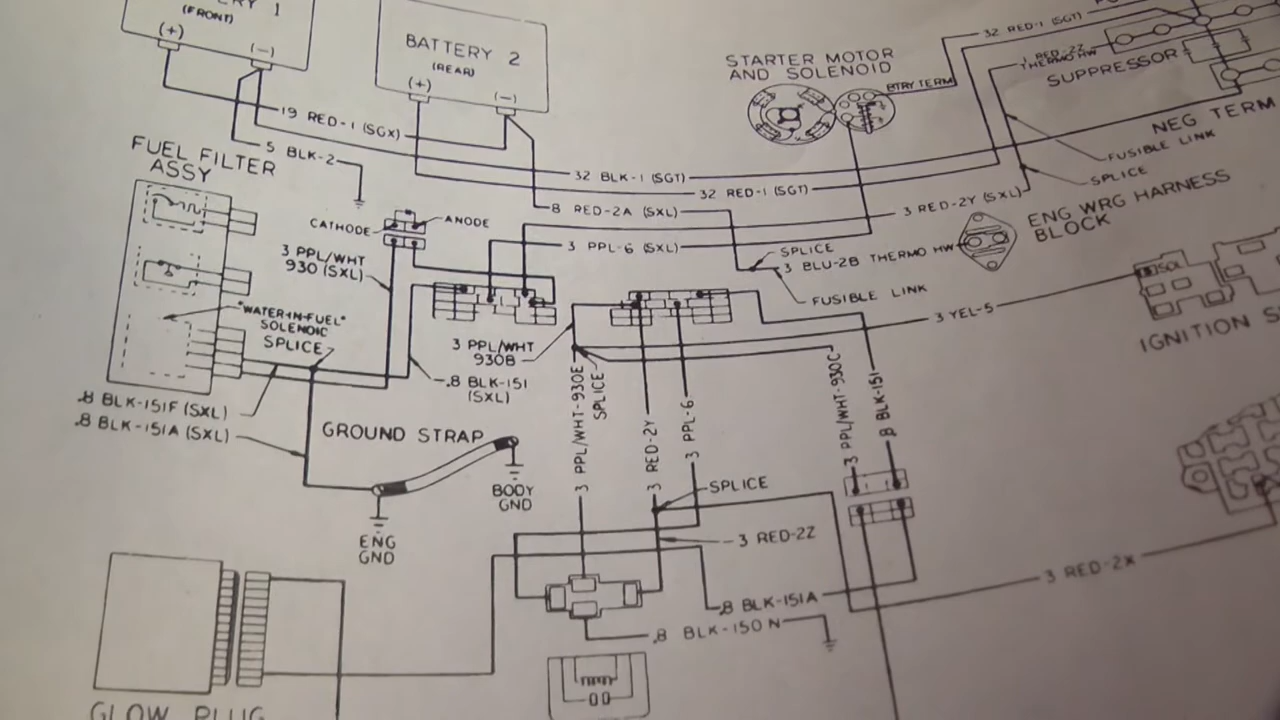 RY 1
(FRONT)
(+)
(-)
BATTERY 2
(REAR)
(+)
(-)
STARTER MOTOR
AND SOLENOID
BTRY TERM
32 RED-1 (SGT)
1 RED-2Z
THERMO HW
SUPPRESSOR
NEG TERM
FUSIBLE LINK
SPLICE
19 RED-1 (SGX)
5 BLK-2
FUEL FILTER
ASSY
32 BLK-1 (SGT)
32 RED-1 (SGT)
8 RED-2A (SXL)
3 RED-2Y (SXL)
ENG WRG HARNESS
BLOCK
CATHODE
ANODE
3 PPL-6 (SXL)
SPLICE
3 BLU-2B THERMO HW
FUSIBLE LINK
3 PPL/WHT
930 (SXL)
"WATER-IN-FUEL"
SOLENOID
SPLICE
3 YEL-5
SOL
IGNITION S
3 PPL/WHT
930B
.8 BLK-151
(SXL)
.8 BLK-151F (SXL)
.8 BLK-151A (SXL)
GROUND STRAP
BODY
GND
ENG
GND
3 PPL/WHT-930E
SPLICE
3 RED-2Y
3 PPL-6
3 PPL/WHT-930C
8 BLK-151
SPLICE
3 RED-2Z
3 RED-2X
.8 BLK-151A
.8 BLK-150 N
GLOW PLUG